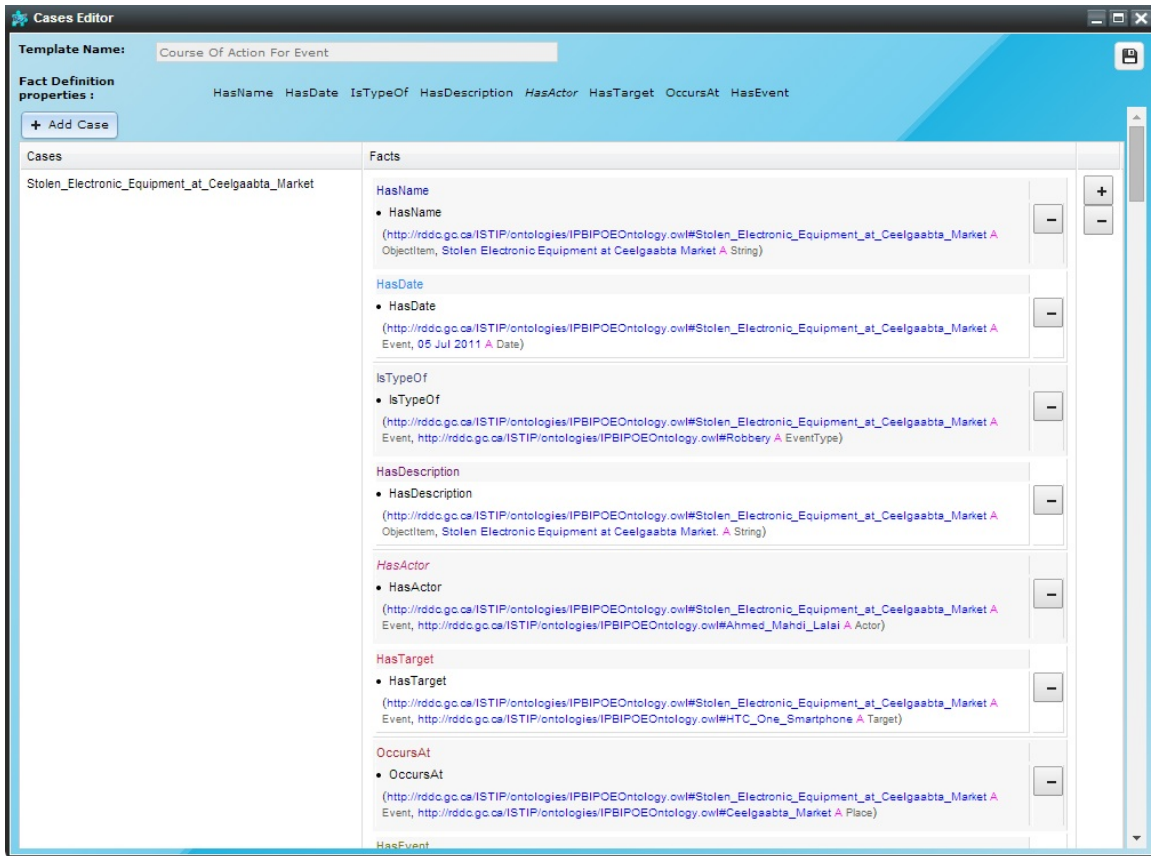 Cases Editor
Template Name: Course Of Action For Event
Fact Definition
properties : HasName HasDate IsTypeOf HasDescription HasActor HasTarget OccursAt HasEvent
+ Add Case
Cases Facts
Stolen_Electronic_Equipment_at_Ceelgaabta_Market
HasName
• HasName
(http://rddc.gc.ca/ISTIP/ontologies/IPBIPOEOntology.owl#Stolen_Electronic_Equipment_at_Ceelgaabta_Market A
ObjectItem, Stolen Electronic Equipment at Ceelgaabta Market A String)
HasDate
• HasDate
(http://rddc.gc.ca/ISTIP/ontologies/IPBIPOEOntology.owl#Stolen_Electronic_Equipment_at_Ceelgaabta_Market A
Event, 05 Jul 2011 A Date)
IsTypeOf
• IsTypeOf
(http://rddc.gc.ca/ISTIP/ontologies/IPBIPOEOntology.owl#Stolen_Electronic_Equipment_at_Ceelgaabta_Market A
Event, http://rddc.gc.ca/ISTIP/ontologies/IPBIPOEOntology.owl#Robbery A EventType)
HasDescription
• HasDescription
(http://rddc.gc.ca/ISTIP/ontologies/IPBIPOEOntology.owl#Stolen_Electronic_Equipment_at_Ceelgaabta_Market A
ObjectItem, Stolen Electronic Equipment at Ceelgaabta Market. A String)
HasActor
• HasActor
(http://rddc.gc.ca/ISTIP/ontologies/IPBIPOEOntology.owl#Stolen_Electronic_Equipment_at_Ceelgaabta_Market A
Event, http://rddc.gc.ca/ISTIP/ontologies/IPBIPOEOntology.owl#Ahmed_Mahdi_Lalai A Actor)
HasTarget
• HasTarget
(http://rddc.gc.ca/ISTIP/ontologies/IPBIPOEOntology.owl#Stolen_Electronic_Equipment_at_Ceelgaabta_Market A
Event, http://rddc.gc.ca/ISTIP/ontologies/IPBIPOEOntology.owl#HTC_One_Smartphone A Target)
OccursAt
• OccursAt
(http://rddc.gc.ca/ISTIP/ontologies/IPBIPOEOntology.owl#Stolen_Electronic_Equipment_at_Ceelgaabta_Market A
Event, http://rddc.gc.ca/ISTIP/ontologies/IPBIPOEOntology.owl#Ceelgaabta_Market A Place)
HasEvent